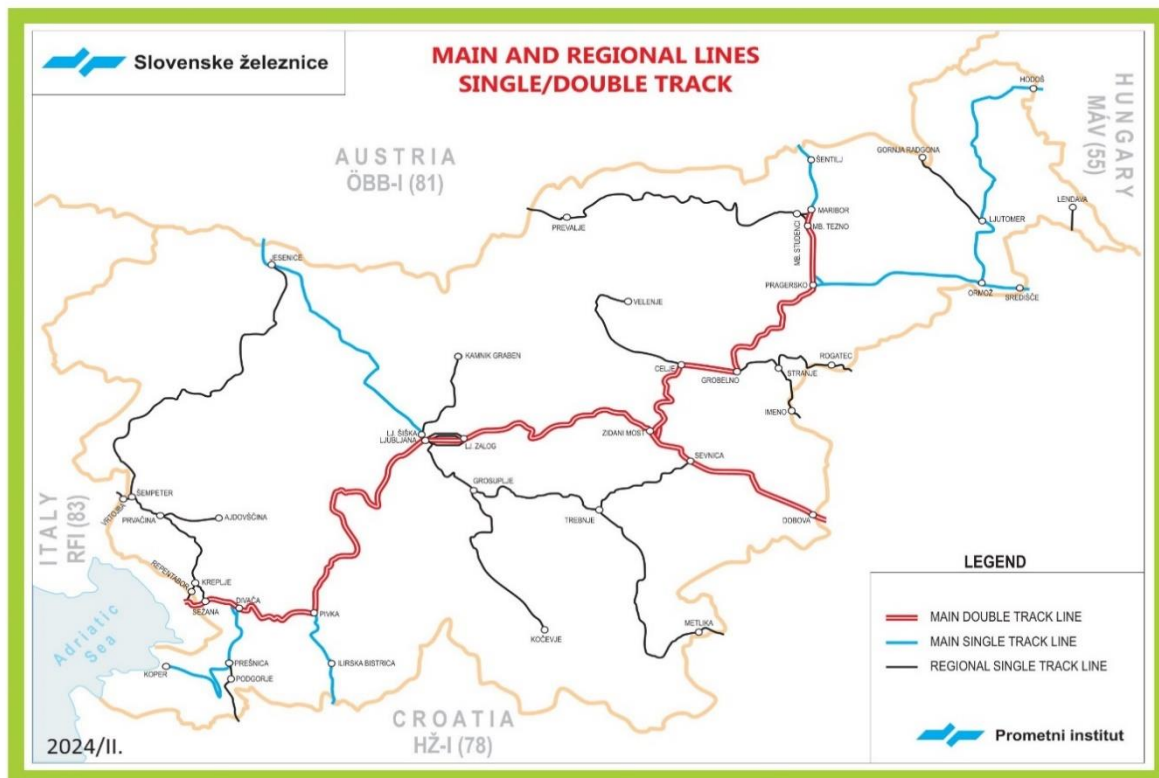 Slovenske železnice
MAIN AND REGIONAL LINES
SINGLE/DOUBLE TRACK
AUSTRIA
ÖBB-I (81)
HUNGARY
MÁV (55)
HODOŠ
GORNJA RADGONA
ŠENTILJ
LENDAVA
MARIBOR
LJUTOMER
PREVALJE
MB. TEZNO
MB. STUDENCI
JESENICE
PRAGERSKO
ORMOŽ
SREDIŠČE
VELENJE
KAMNIK GRABEN
ROGATEC
CELJE
GROBELNO
STRANJE
IMENO
LJ. ŠIŠKA
LJUBLJANA
LJ. ZALOG
ZIDANI MOST
SEVNICA
GROSUPLJE
ŠEMPETER
VRTOJBA
PRVAČINA
AJDOVŠČINA
TREBNJE
DOBOVA
ITALY
RFI (83)
REPENTABOR
KREPLJE
SEŽANA
DIVAČA
PIVKA
KOČEVJE
METLIKA
Adriatic
Sea
KOPER
PREŠNICA
PODGORJE
ILIRSKA BISTRICA
CROATIA
HŽ-I (78)
2024/II.
LEGEND
MAIN DOUBLE TRACK LINE
MAIN SINGLE TRACK LINE
REGIONAL SINGLE TRACK LINE
Prometni institut